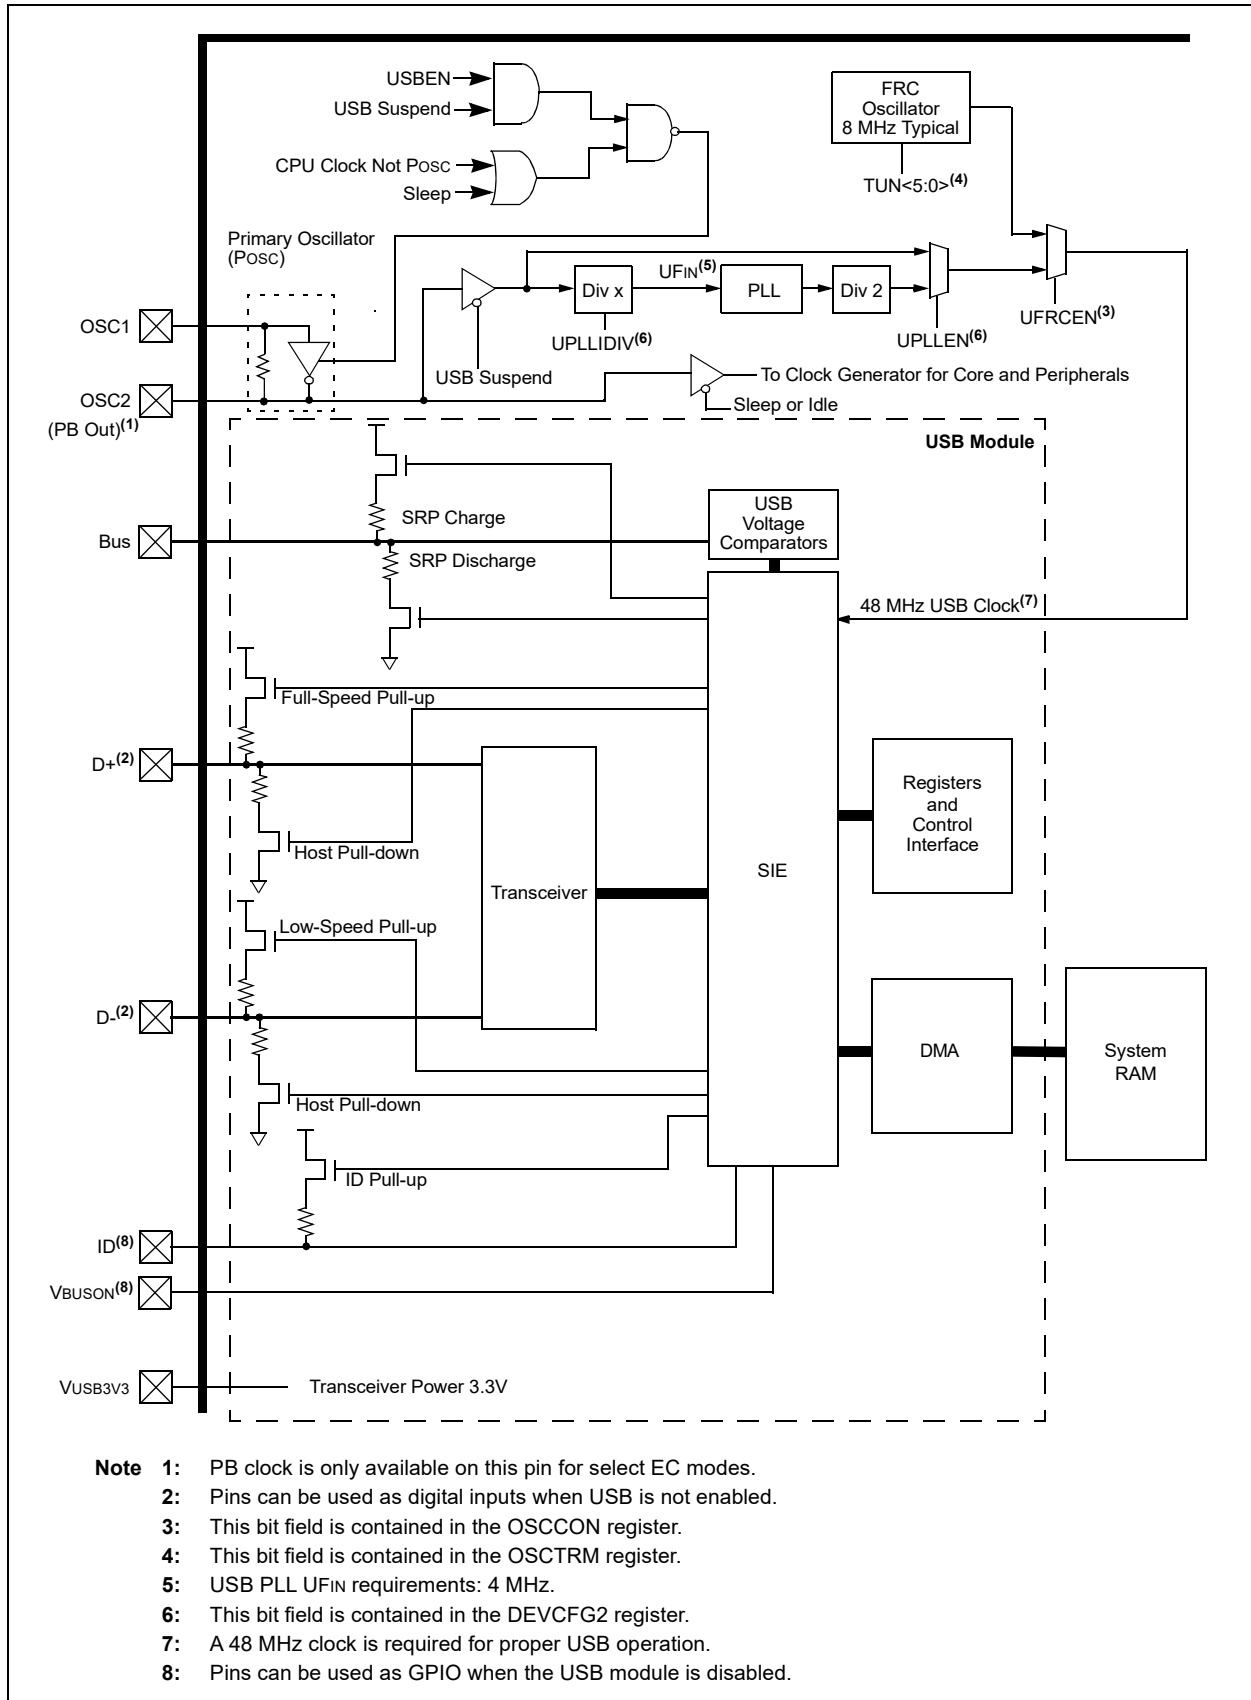 USBEN
USB Suspend
CPU Clock Not POSC
Sleep
FRC
Oscillator
8 MHz Typical
TUN<5:0>(4)
Primary Oscillator
(POSC)
UFIN(5)
Div x
PLL
Div 2
UFRCEN(3)
UPLLIDIV(6)
UPLLEN(6)
OSC1
USB Suspend
To Clock Generator for Core and Peripherals
OSC2
(PB Out)(1)
Sleep or Idle
USB Module
USB
Voltage
Comparators
SRP Charge
Bus
SRP Discharge
48 MHz USB Clock(7)
Full-Speed Pull-up
D+(2)
Registers
and
Control
Interface
Host Pull-down
SIE
Transceiver
Low-Speed Pull-up
D-(2)
DMA
System
RAM
Host Pull-down
ID Pull-up
ID(8)
VBUSON(8)
VUSB3V3
Transceiver Power 3.3V
Note 1: PB clock is only available on this pin for select EC modes.
2: Pins can be used as digital inputs when USB is not enabled.
3: This bit field is contained in the OSCCON register.
4: This bit field is contained in the OSCTRM register.
5: USB PLL UFIN requirements: 4 MHz.
6: This bit field is contained in the DEVCFG2 register.
7: A 48 MHz clock is required for proper USB operation.
8: Pins can be used as GPIO when the USB module is disabled.